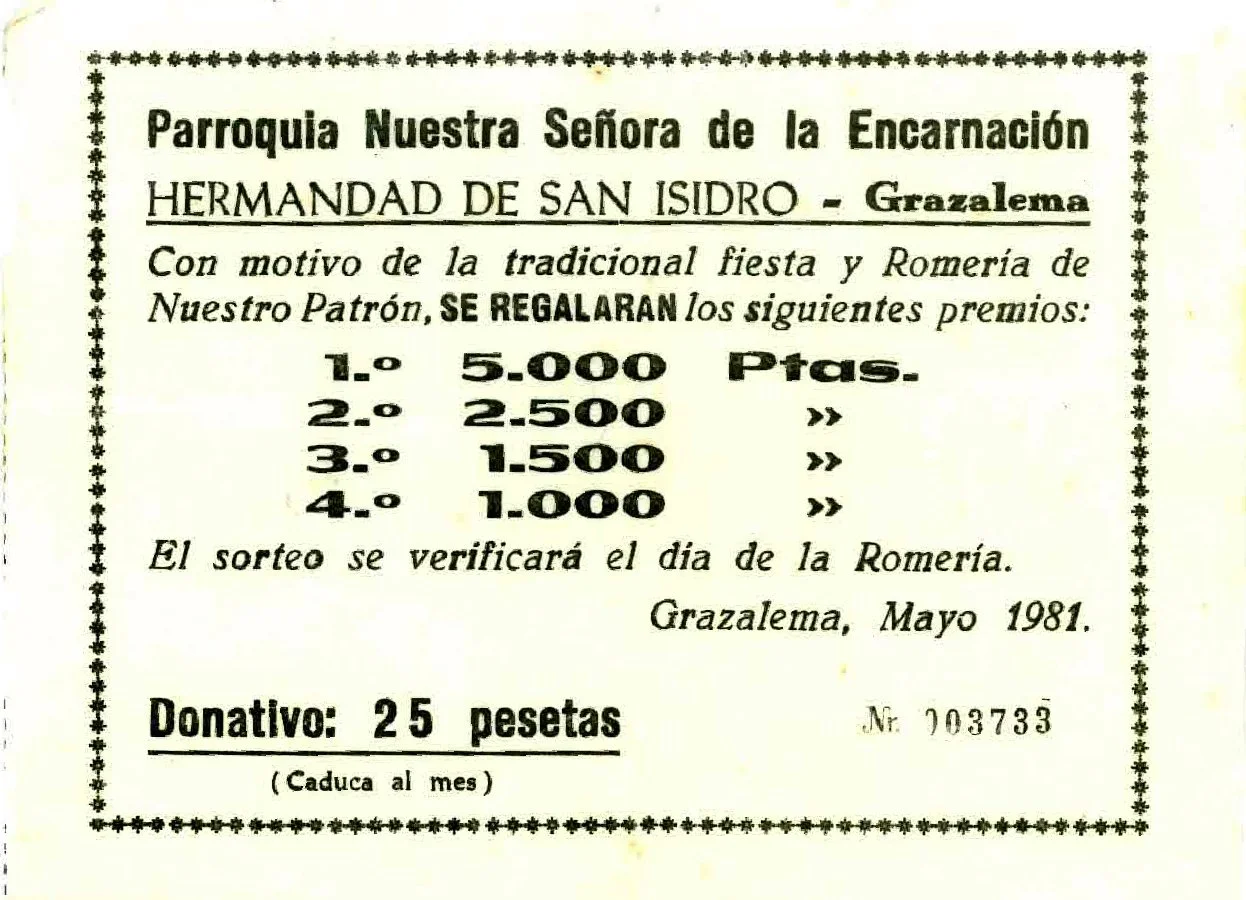 Parroquia Nuestra Señora de la Encarnación
HERMANDAD DE SAN ISIDRO - Grazalema
Con motivo de la tradicional fiesta y Romería de
Nuestro Patrón, SE REGALARAN los siguientes premios:
1.º 5.000 Ptas.
2.º 2.500 »
3.º 1.500 »
4.º 1.000 »
El sorteo se verificará el día de la Romería.
Grazalema, Mayo 1981.
Donativo: 25 pesetas
Nr. 003733
(Caduca al mes)